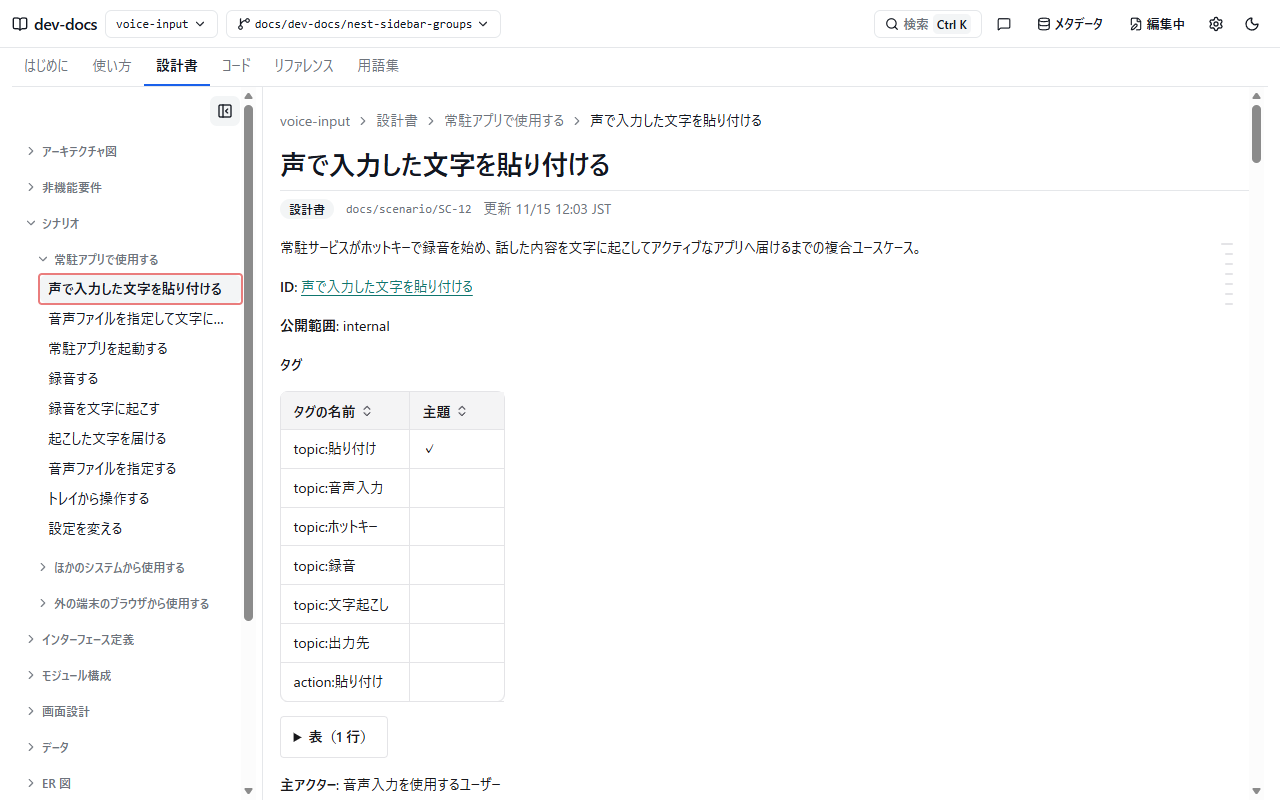 dev-docs
voice-input
docs/dev-docs/nest-sidebar-groups
検索 Ctrl K
メタデータ
編集中
はじめに 使い方 設計書 コード リファレンス 用語集
アーキテクチャ図
非機能要件
シナリオ
常駐アプリで使用する
声で入力した文字を貼り付ける
音声ファイルを指定して文字に...
常駐アプリを起動する
録音する
録音を文字に起こす
起こした文字を届ける
音声ファイルを指定する
トレイから操作する
設定を変える
ほかのシステムから使用する
外の端末のブラウザから使用する
インターフェース定義
モジュール構成
画面設計
データ
ER 図
voice-input > 設計書 > 常駐アプリで使用する > 声で入力した文字を貼り付ける
声で入力した文字を貼り付ける
設計書 docs/scenario/SC-12 更新 11/15 12:03 JST
常駐サービスがホットキーで録音を始め、話した内容を文字に起こしてアクティブなアプリへ届けるまでの複合ユースケース。
ID: 声で入力した文字を貼り付ける
公開範囲: internal
タグ
タグの名前 主題
topic:貼り付け ✓
topic:音声入力
topic:ホットキー
topic:録音
topic:文字起こし
topic:出力先
action:貼り付け
▶ 表（1 行）
主アクター: 音声入力を使用するユーザー